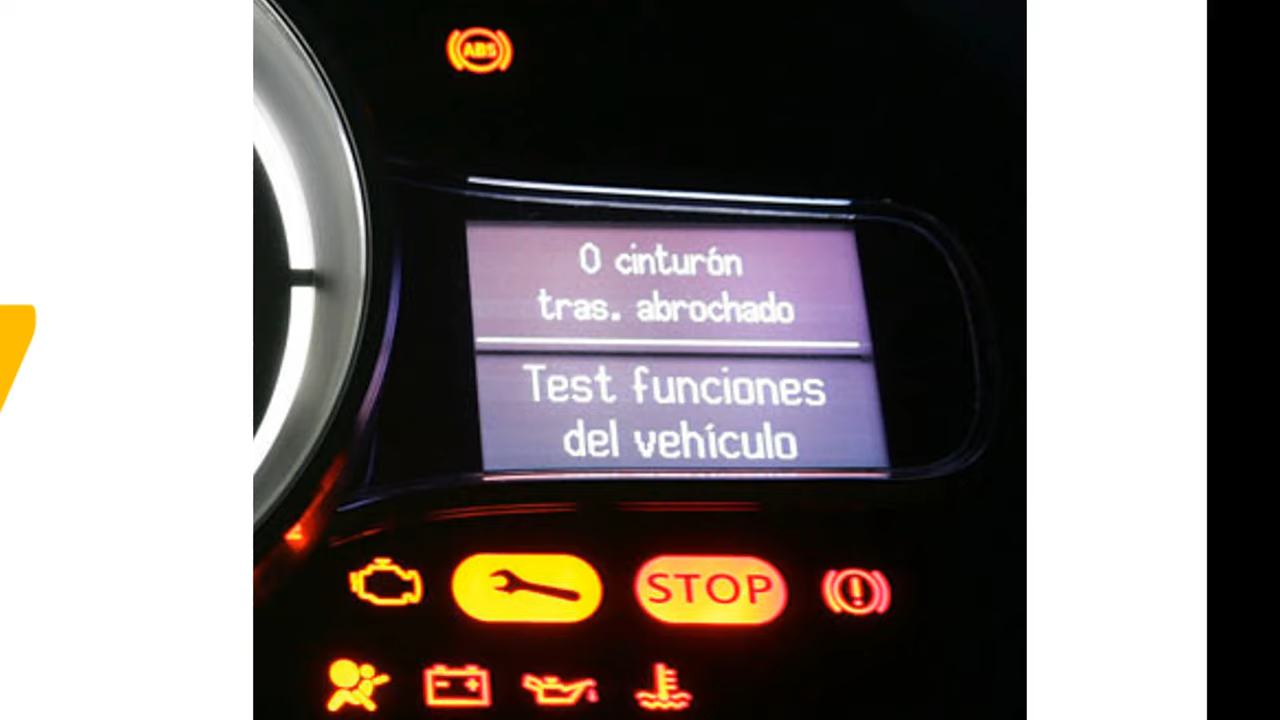 ABS
0 cinturón
tras. abrochado
Test funciones
del vehículo
STOP